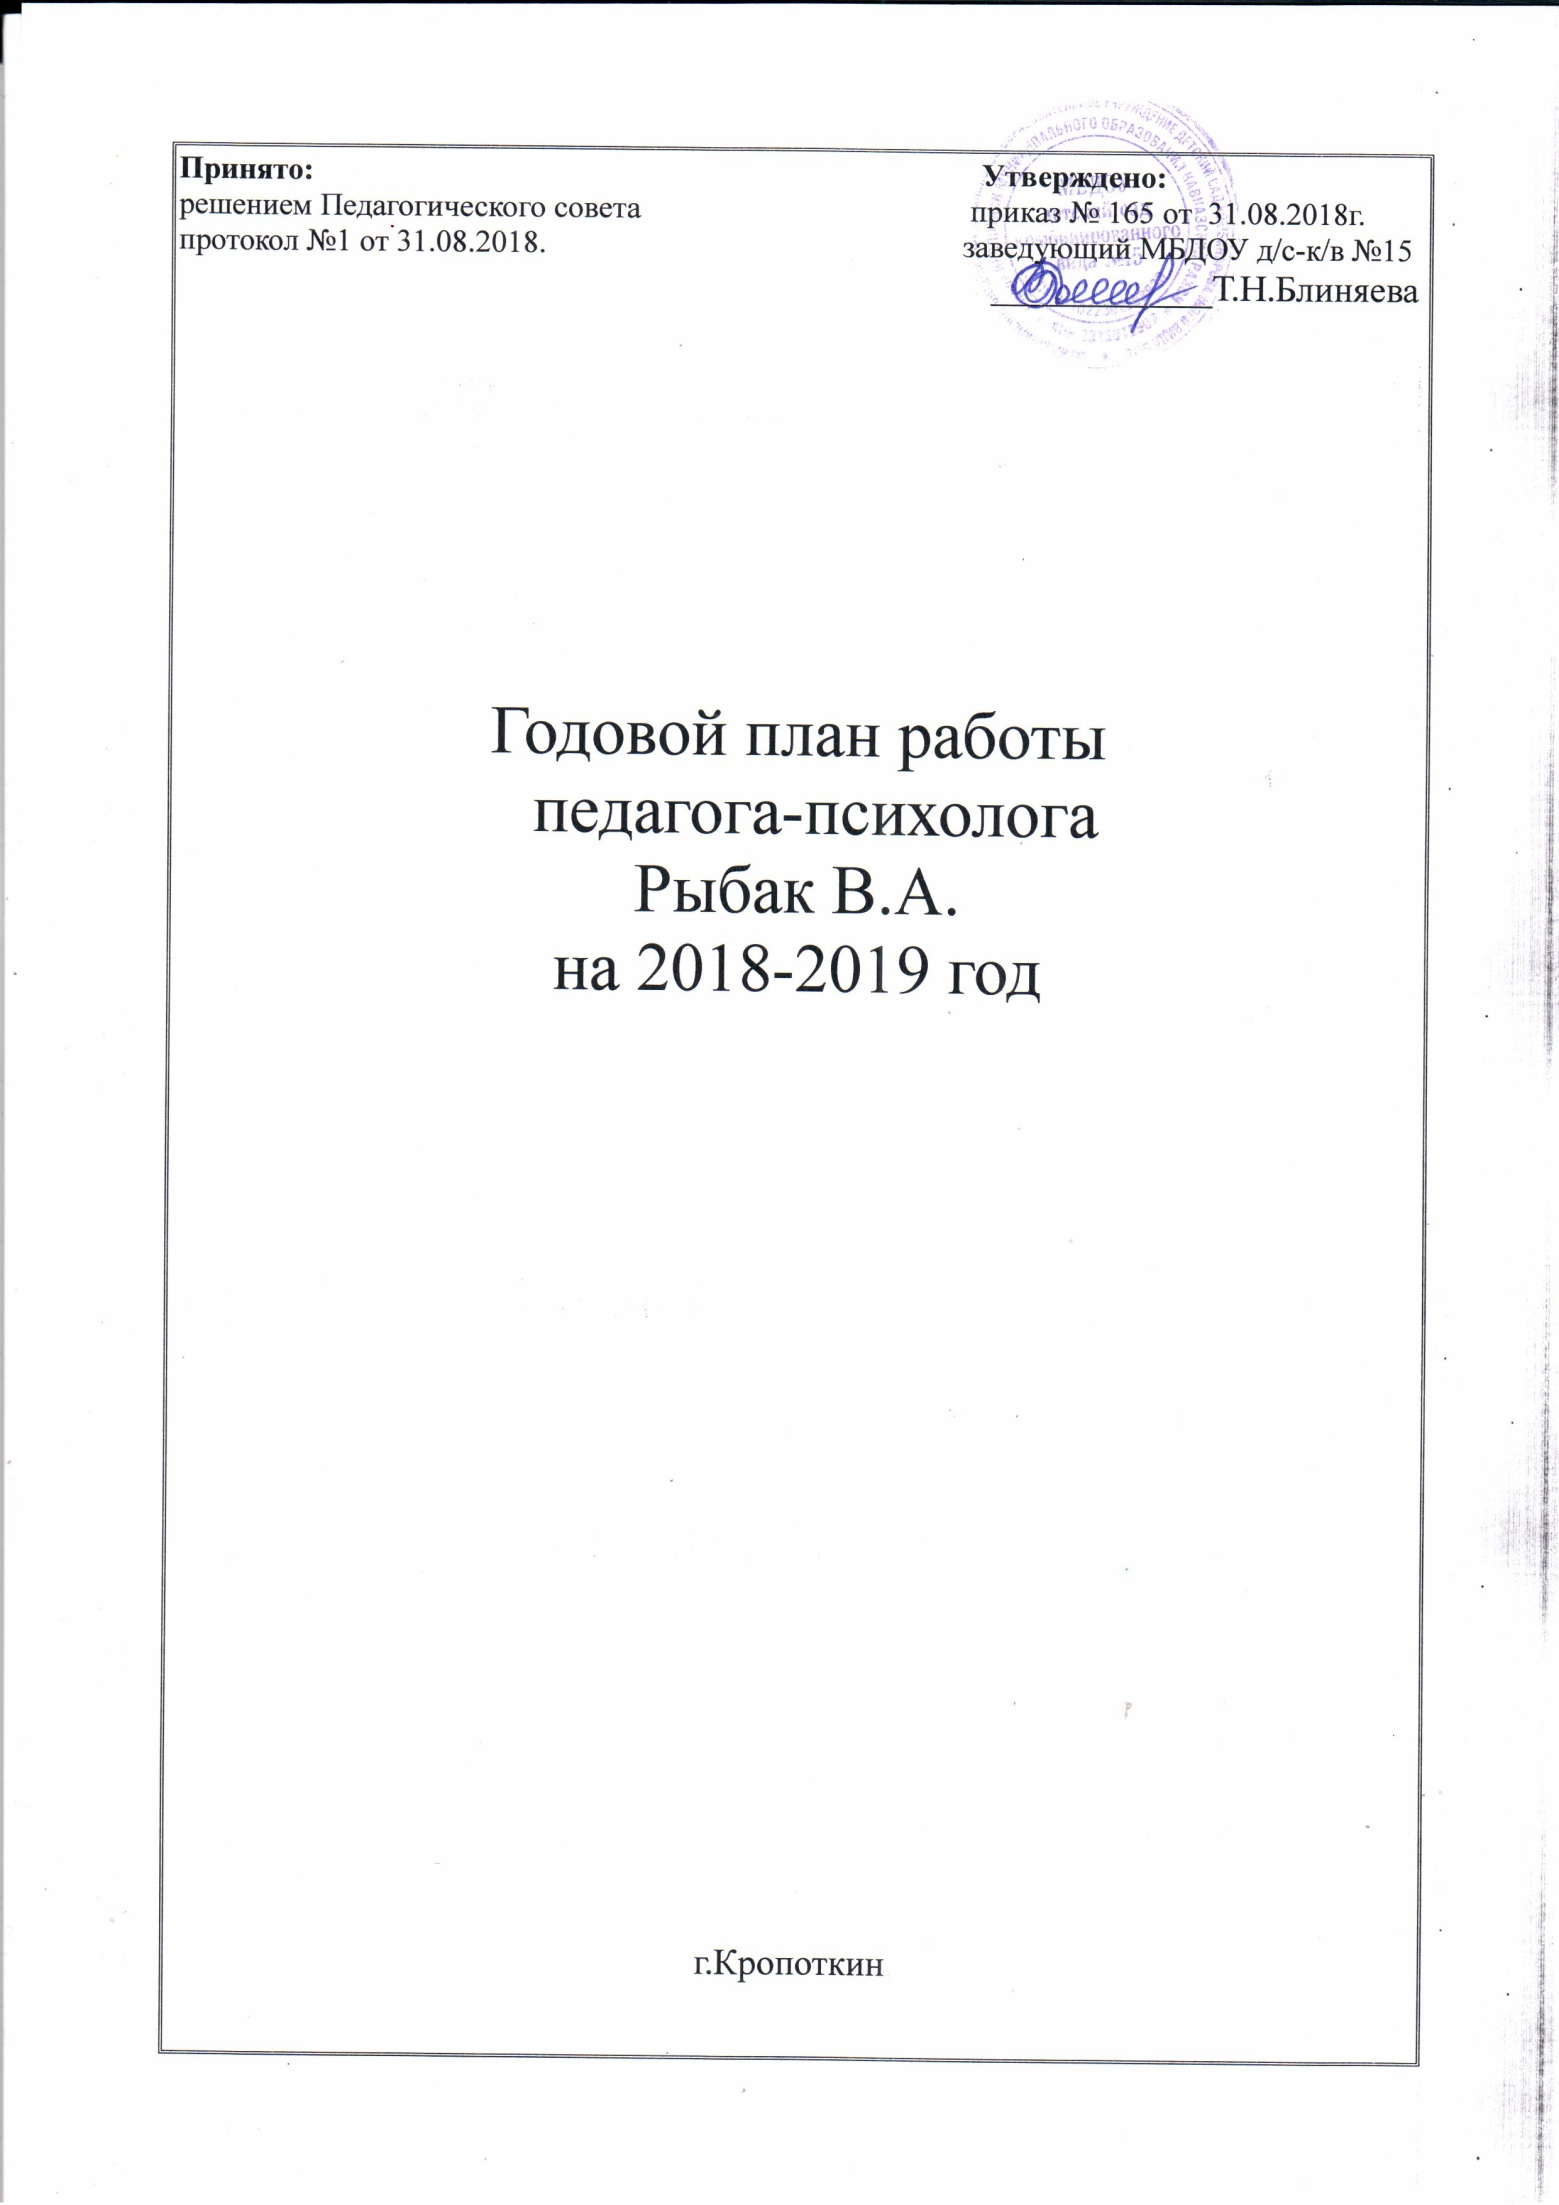 Принято:
решением Педагогического совета
протокол №1 от 31.08.2018.
Утверждено:
приказ № 165 от 31.08.2018г.
заведующий МБДОУ д/с-к/в №15
Т.Н.Блиняева
Годовой план работы
педагога-психолога
Рыбак В.А.
на 2018-2019 год
г.Кропоткин